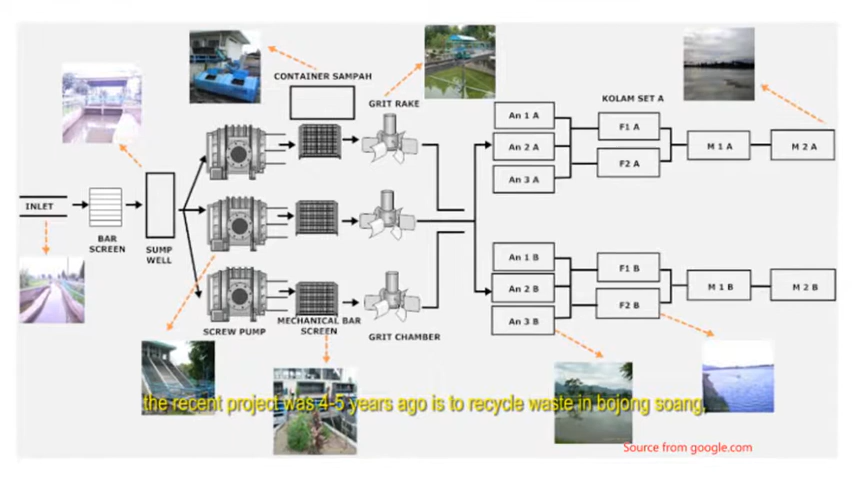 CONTAINER SAMPAH
GRIT RAKE
KOLAM SET A
An 1 A
An 2 A
An 3 A
F1 A
F2 A
M 1 A
M 2 A
INLET
BAR
SCREEN
SUMP
WELL
An 1 B
An 2 B
An 3 B
F1 B
F2 B
M 1 B
M 2 B
SCREW PUMP
MECHANICAL BAR
SCREEN
GRIT CHAMBER
the recent project was 4-5 years ago is to recycle waste in bojong soang,
Source from google.com